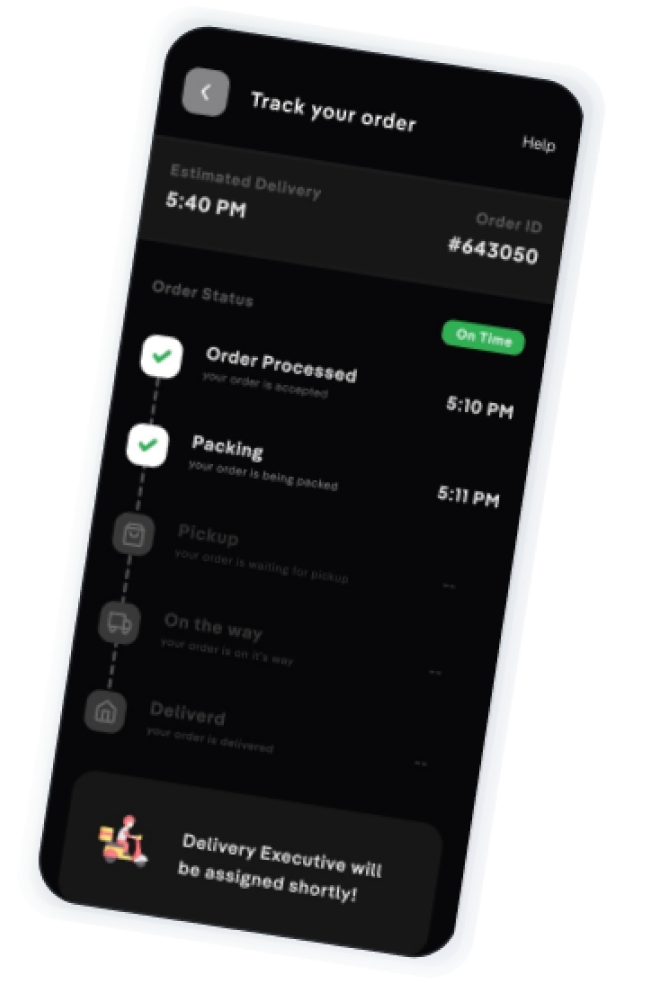 Track your order
Help
Estimated Delivery
5:40 PM
Order ID
#643050
Order Status
On Time
Order Processed
your order is accepted
5:10 PM
Packing
your order is being packed
5:11 PM
Pickup
your order is waiting for pickup
--
On the way
your order is on it's way
--
Deliverd
your order is delivered
--
Delivery Executive will
be assigned shortly!